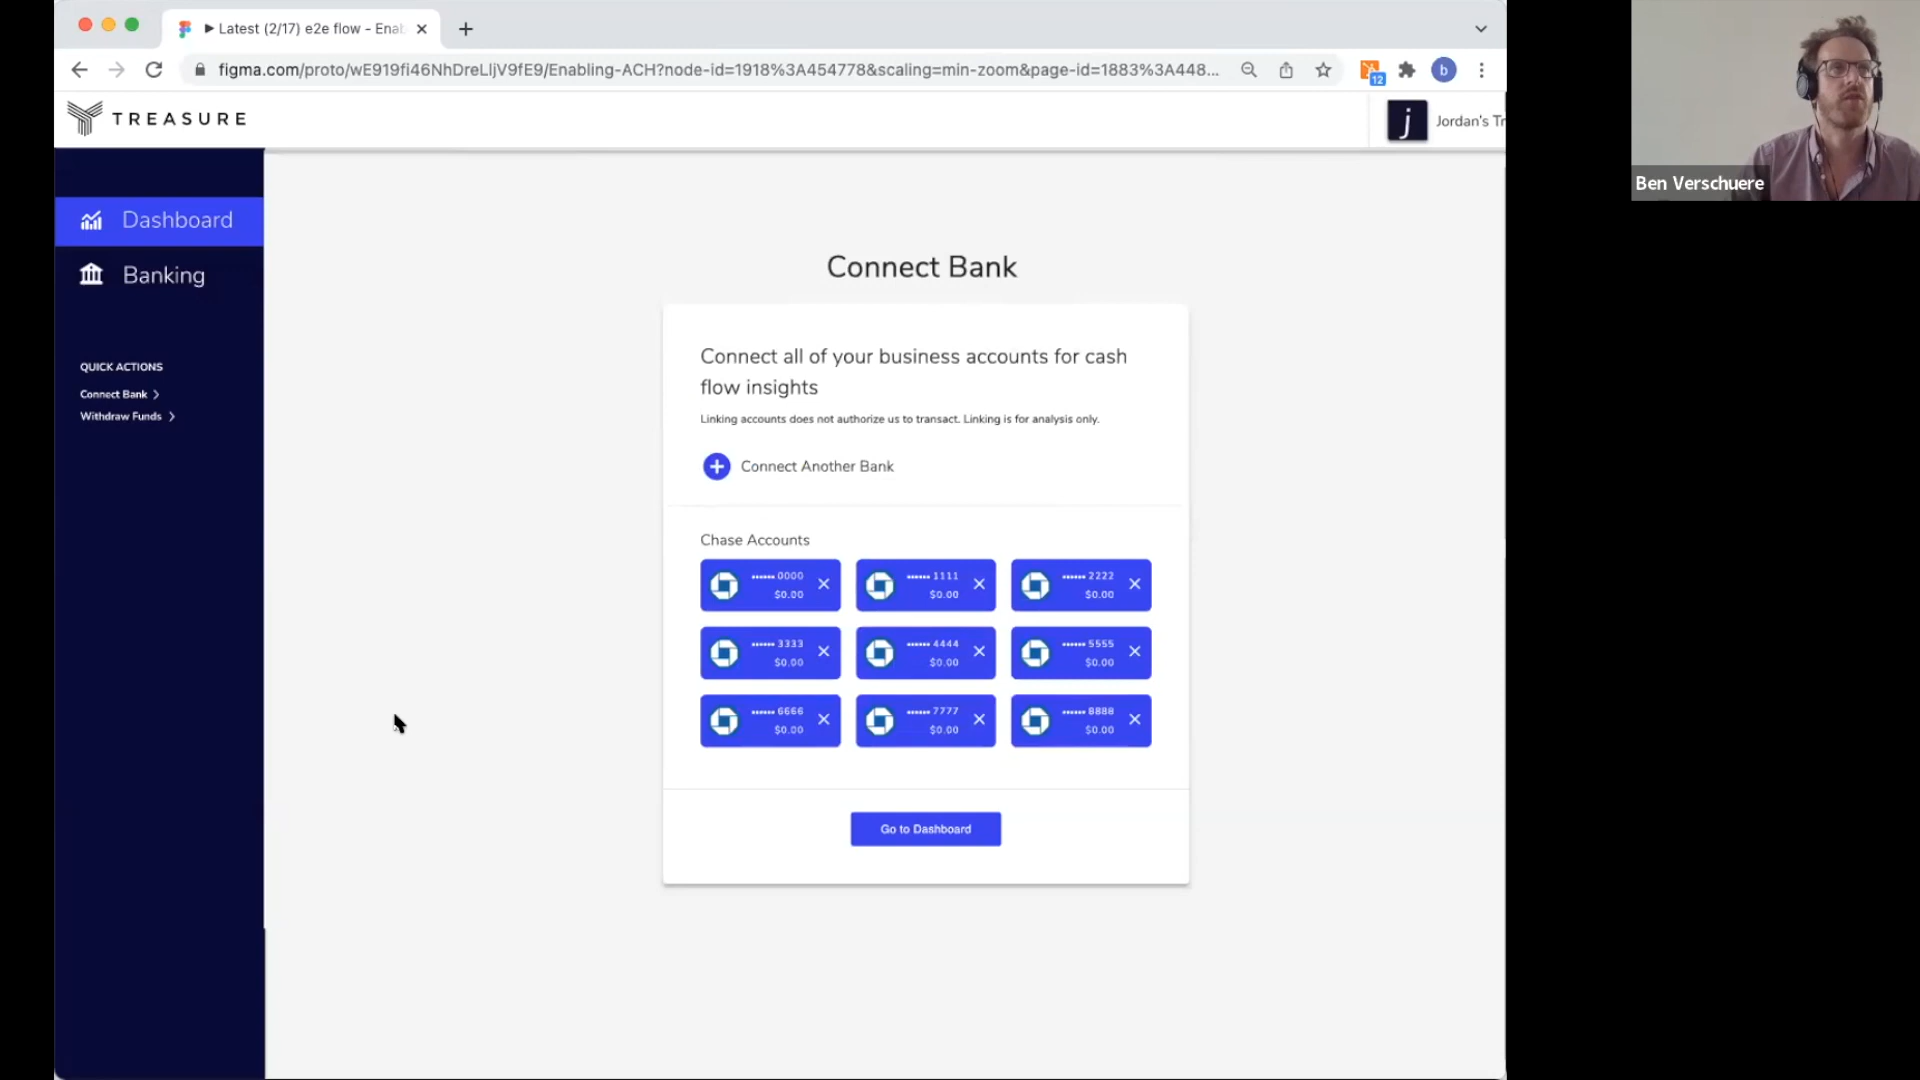 Latest (2/17) e2e flow - Enab
figma.com/proto/wE919fi46NhDreLljV9fE9/Enabling-ACH?node-id=1918%3A454778&scaling=min-zoom&page-id=1883%3A448...
12
b
TREASURE
j
Jordan's Tr
Dashboard
Banking
QUICK ACTIONS
Connect Bank
Withdraw Funds
Connect Bank
Connect all of your business accounts for cash
flow insights
Linking accounts does not authorize us to transact. Linking is for analysis only.
Connect Another Bank
Chase Accounts
•••••• 0000
$0.00
•••••• 1111
$0.00
•••••• 2222
$0.00
•••••• 3333
$0.00
•••••• 4444
$0.00
•••••• 5555
$0.00
•••••• 6666
$0.00
•••••• 7777
$0.00
•••••• 8888
$0.00
Go to Dashboard
Ben Verschuere